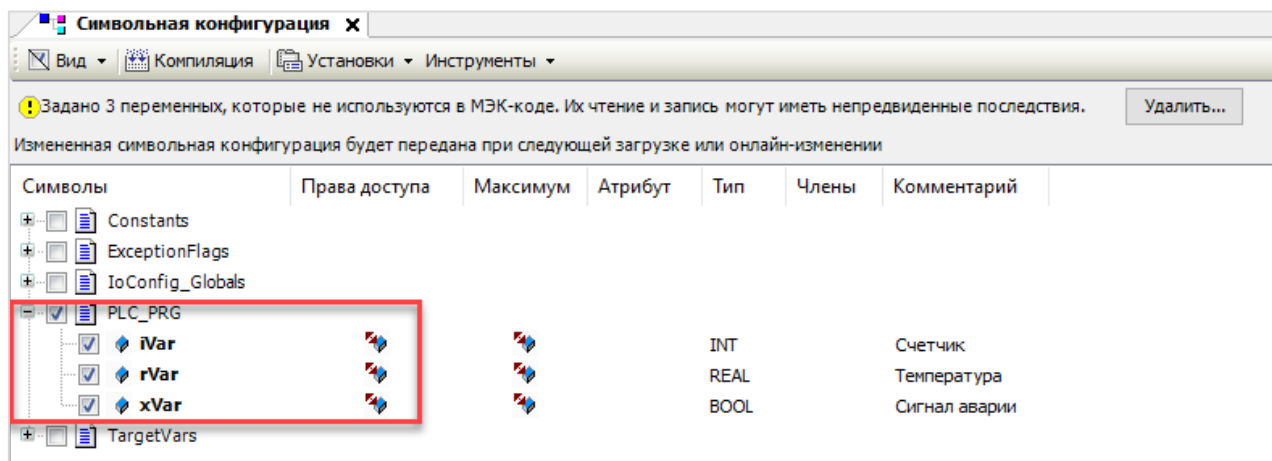 Символьная конфигурация X
Вид Компиляция Установки Инструменты
Задано 3 переменных, которые не используются в МЭК-коде. Их чтение и запись могут иметь непредвиденные последствия. Удалить...
Измененная символьная конфигурация будет передана при следующей загрузке или онлайн-изменении
Символы Права доступа Максимум Атрибут Тип Члены Комментарий
Constants
ExceptionFlags
IoConfig_Globals
PLC_PRG
iVar INT Счетчик
rVar REAL Температура
xVar BOOL Сигнал аварии
TargetVars